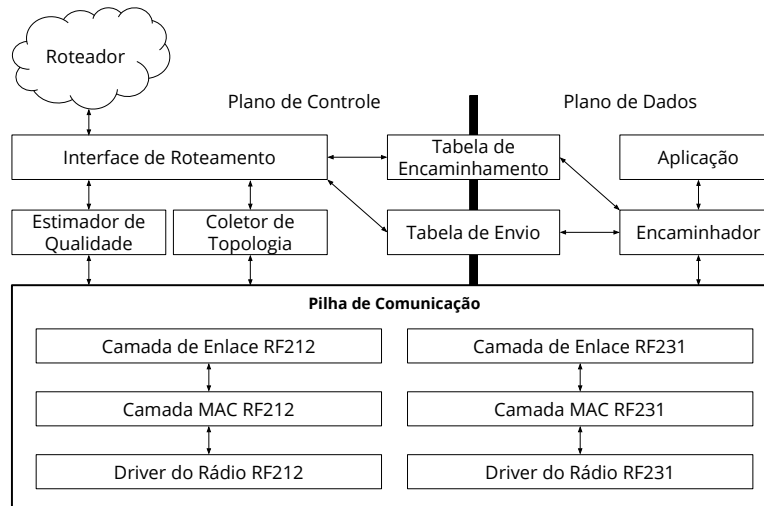 Roteador
Plano de Controle
Plano de Dados
Interface de Roteamento
Tabela de
Encaminhamento
Aplicação
Estimador de
Qualidade
Coletor de
Topologia
Tabela de Envio
Encaminhador
Pilha de Comunicação
Camada de Enlace RF212
Camada de Enlace RF231
Camada MAC RF212
Camada MAC RF231
Driver do Rádio RF212
Driver do Rádio RF231